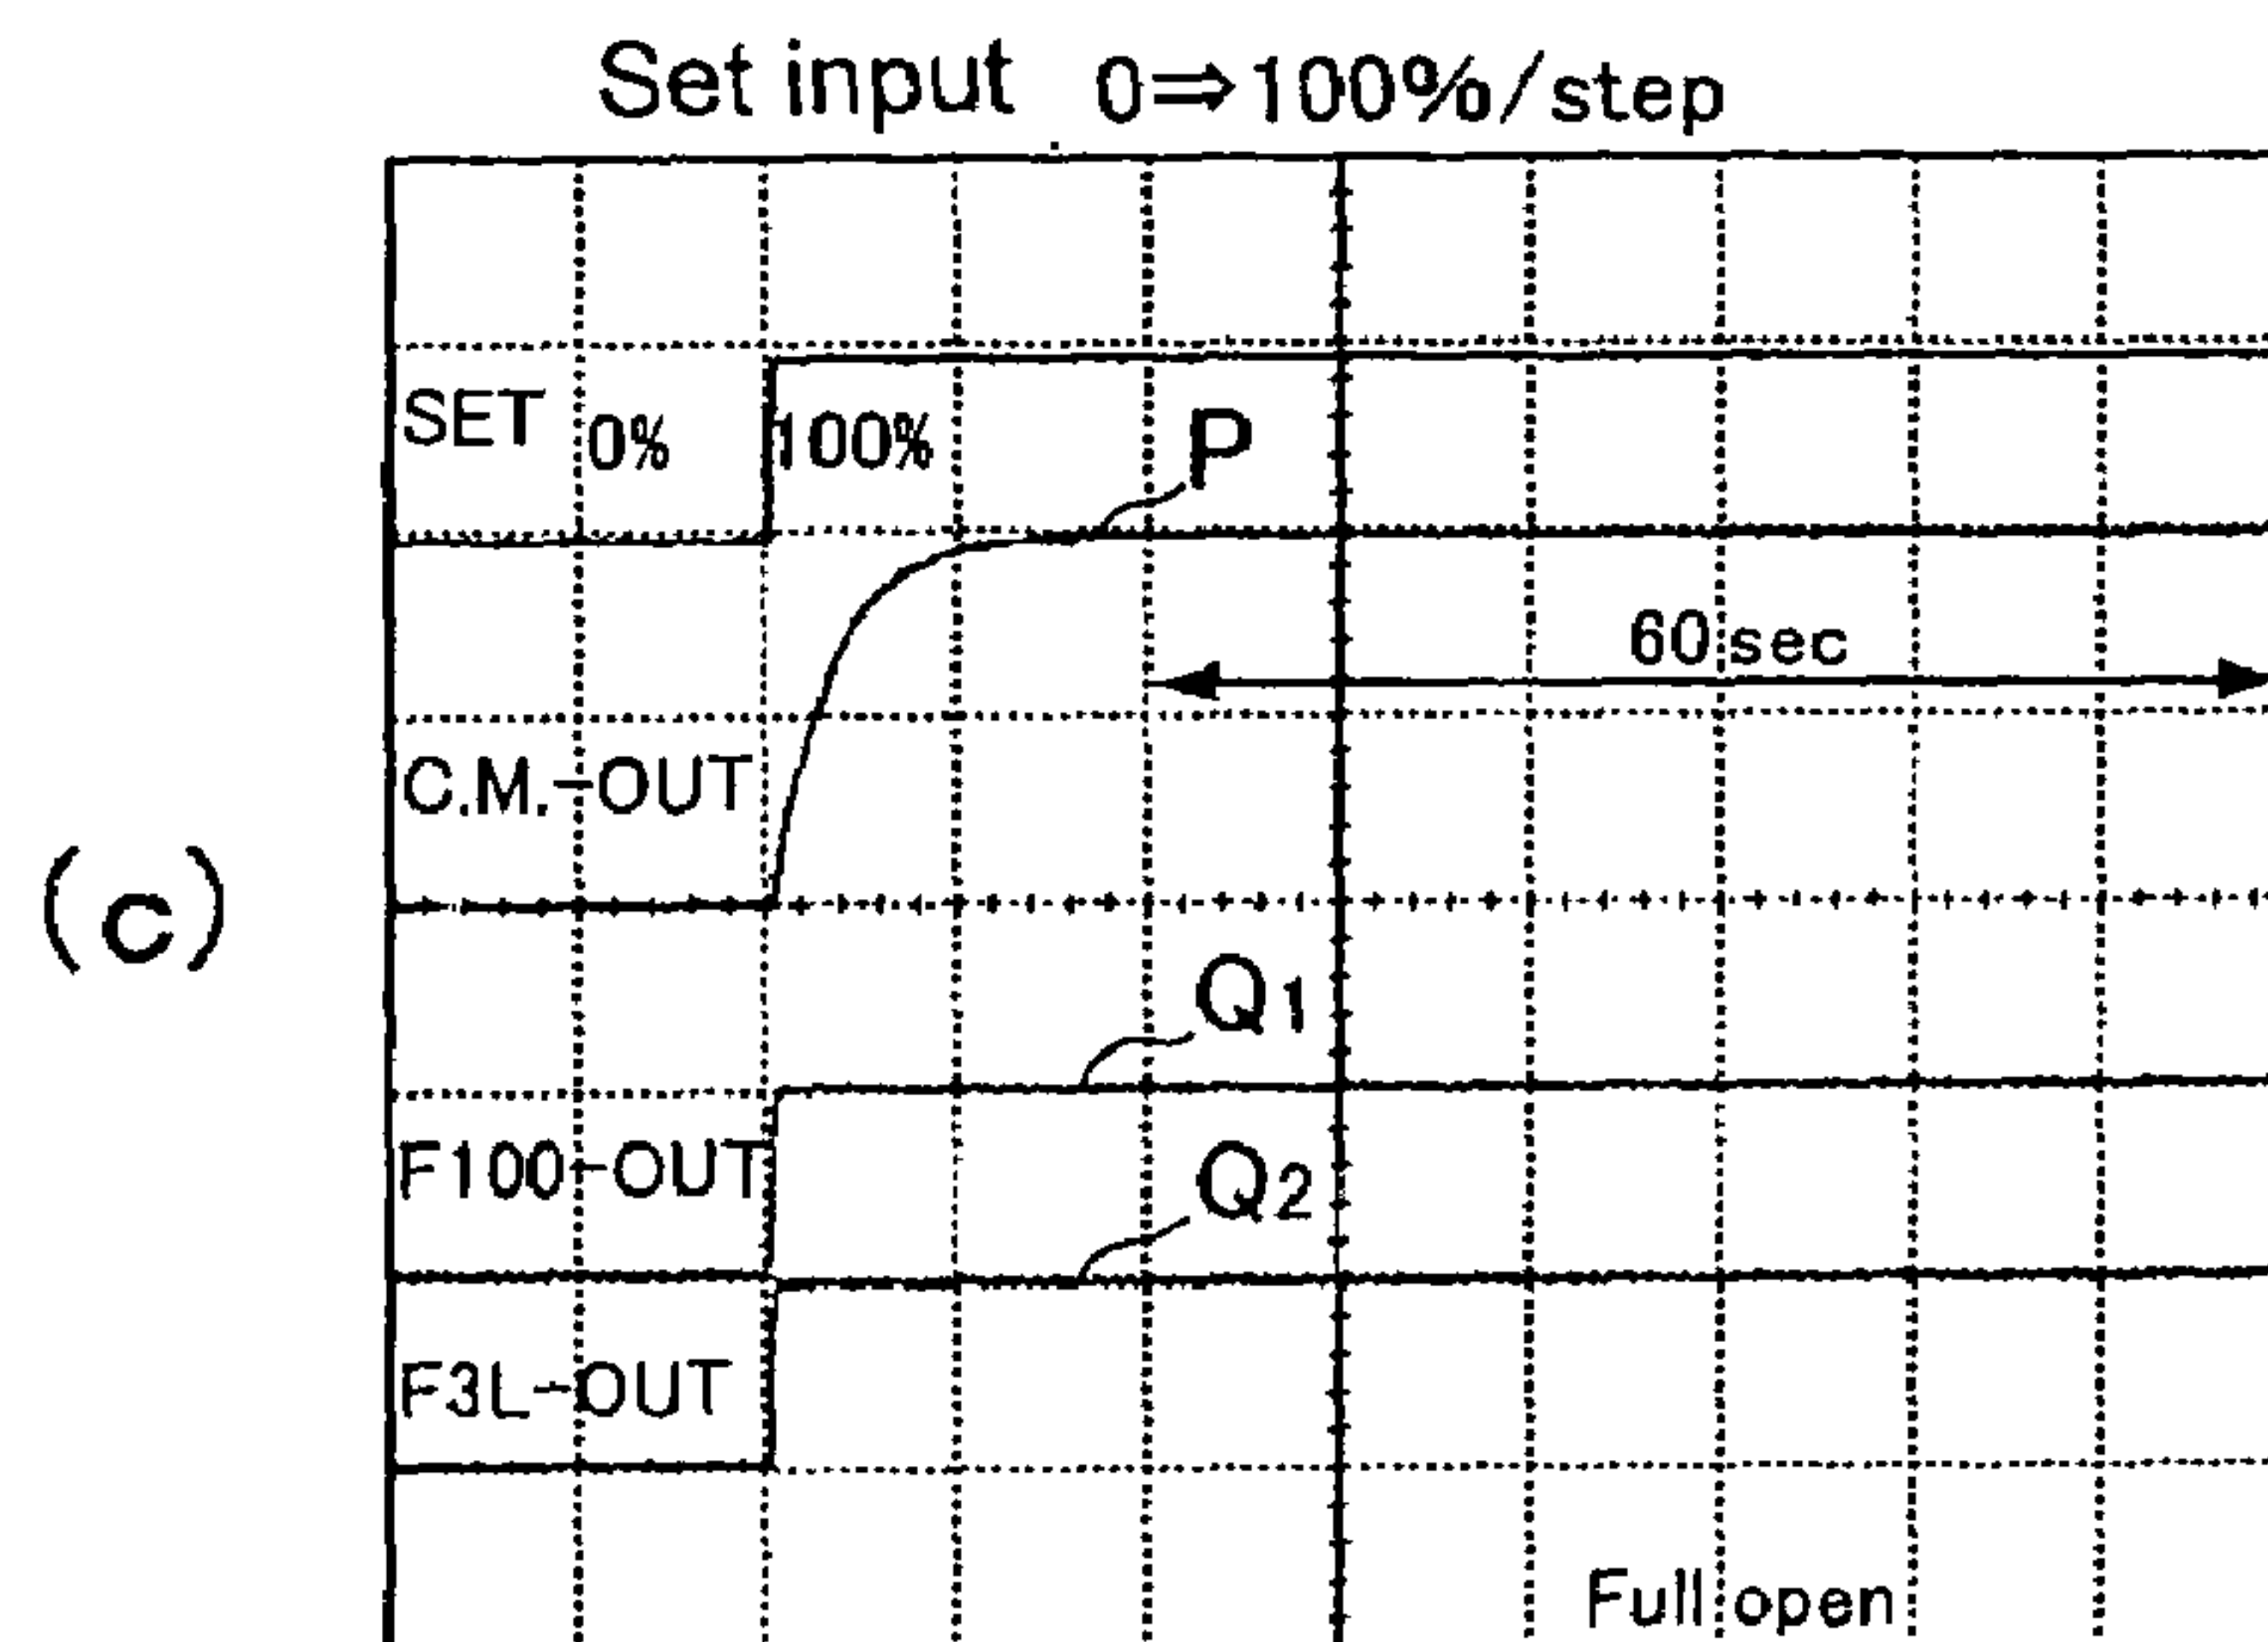 Set input 0⇒100%/step
SET 0% 100%
P
60 sec
C.M.-OUT
(c)
Q1
F100-OUT
Q2
F3L-OUT
Full open